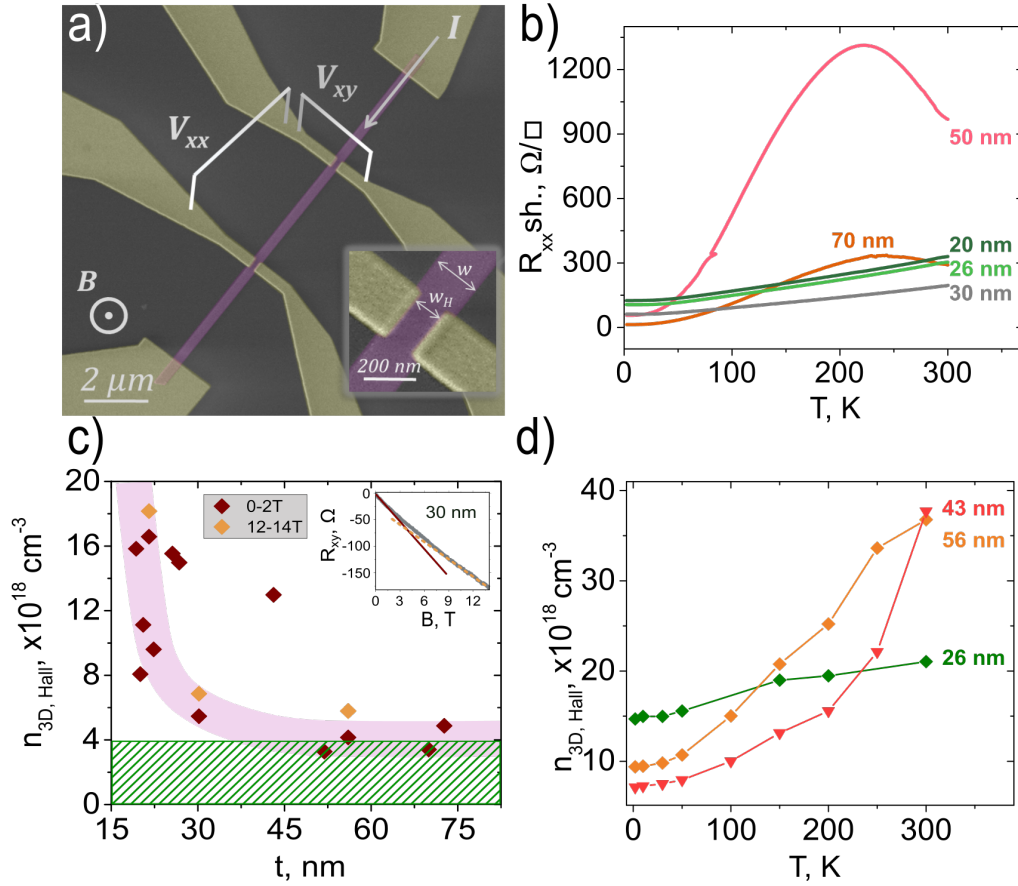 a)
I
V_xy
V_xx
B
2 μm
w
w_H
200 nm
b)
R_xx sh., Ω/□
1200
900
600
300
0
50 nm
70 nm
20 nm
26 nm
30 nm
0
100
200
300
T, K
c)
n_3D, Hall, x10^18 cm^-3
20
16
12
8
4
0
0-2T
12-14T
R_xy, Ω
0
-50
-100
-150
30 nm
0
3
6
9
12
B, T
15
30
45
60
75
t, nm
d)
n_3D, Hall, x10^18 cm^-3
40
30
20
10
43 nm
56 nm
26 nm
0
50
100
150
200
250
300
T, K